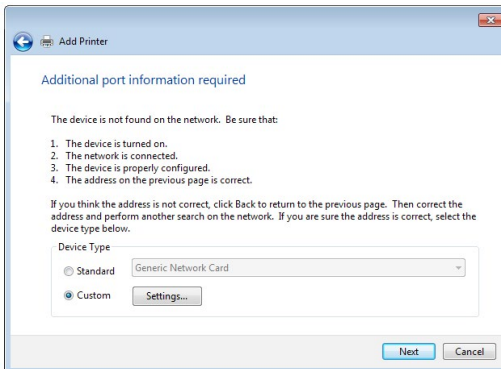 Add Printer
Additional port information required
The device is not found on the network. Be sure that:
1. The device is turned on.
2. The network is connected.
3. The device is properly configured.
4. The address on the previous page is correct.
If you think the address is not correct, click Back to return to the previous page. Then correct the
address and perform another search on the network. If you are sure the address is correct, select the
device type below.
Device Type
Standard Generic Network Card
Custom Settings...
Next Cancel